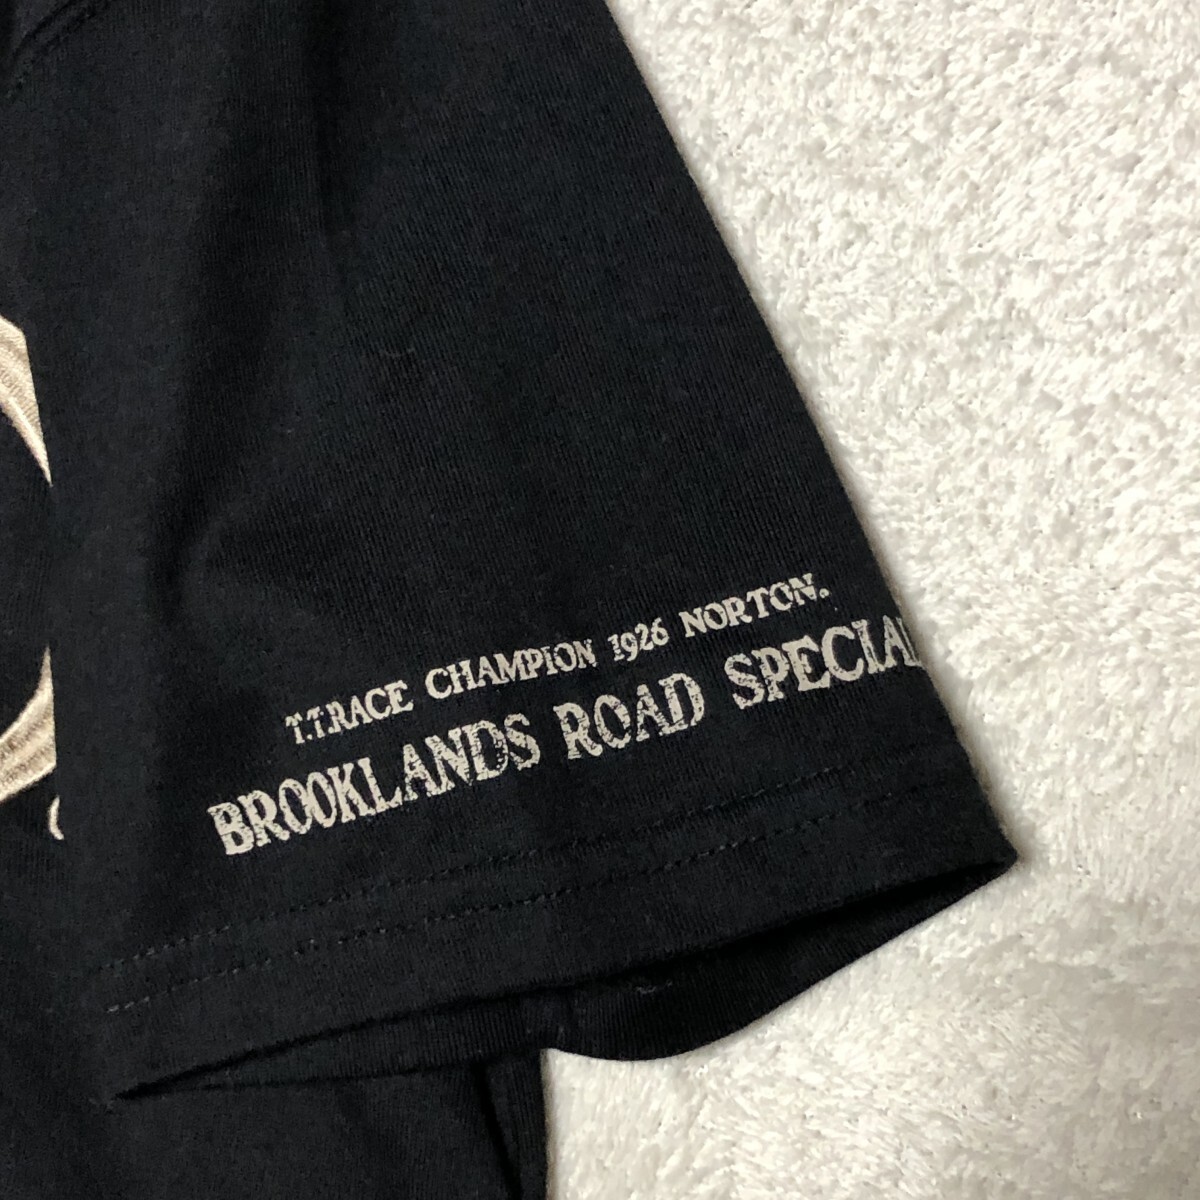 T.T.RACE CHAMPION 1926 NORTON.
BROOKLANDS ROAD SPECIAL